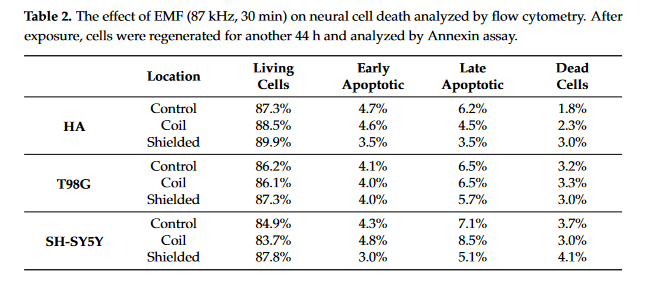 Table 2. The effect of EMF (87 kHz, 30 min) on neural cell death analyzed by flow cytometry. After
exposure, cells were regenerated for another 44 h and analyzed by Annexin assay.
Location Living Cells Early Apoptotic Late Apoptotic Dead Cells
HA
Control 87.3% 4.7% 6.2% 1.8%
Coil 88.5% 4.6% 4.5% 2.3%
Shielded 89.9% 3.5% 3.5% 3.0%
T98G
Control 86.2% 4.1% 6.5% 3.2%
Coil 86.1% 4.0% 6.5% 3.3%
Shielded 87.3% 4.0% 5.7% 3.0%
SH-SY5Y
Control 84.9% 4.3% 7.1% 3.7%
Coil 83.7% 4.8% 8.5% 3.0%
Shielded 87.8% 3.0% 5.1% 4.1%